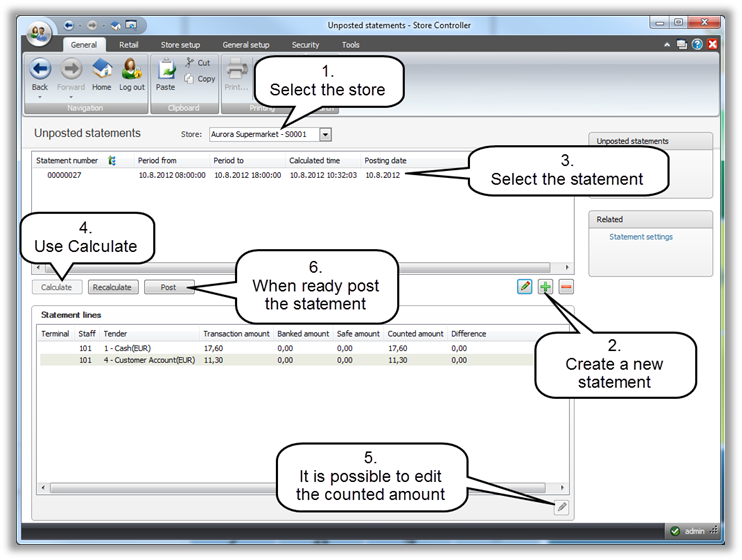 Unposted statements - Store Controller
General Retail Store setup General setup Security Tools
Back Forward Home Log out Paste Cut Print...
Copy
Navigation Clipboard Printing
1.
Select the store
Unposted statements Store: Aurora Supermarket - S0001
Unposted statements
Statement number Period from Period to Calculated time Posting date
00000027 10.8.2012 08:00:00 10.8.2012 18:00:00 10.8.2012 10:32:03 10.8.2012
3.
Select the statement
Related
Statement settings
4.
Use Calculate
6.
When ready post
the statement
Calculate Recalculate Post
2.
Create a new
statement
Statement lines
Terminal Staff Tender Transaction amount Banked amount Safe amount Counted amount Difference
101 1 - Cash(EUR) 17,60 0,00 0,00 17,60 0,00
101 4 - Customer Account(EUR) 11,30 0,00 0,00 11,30 0,00
5.
It is possible to edit
the counted amount
admin